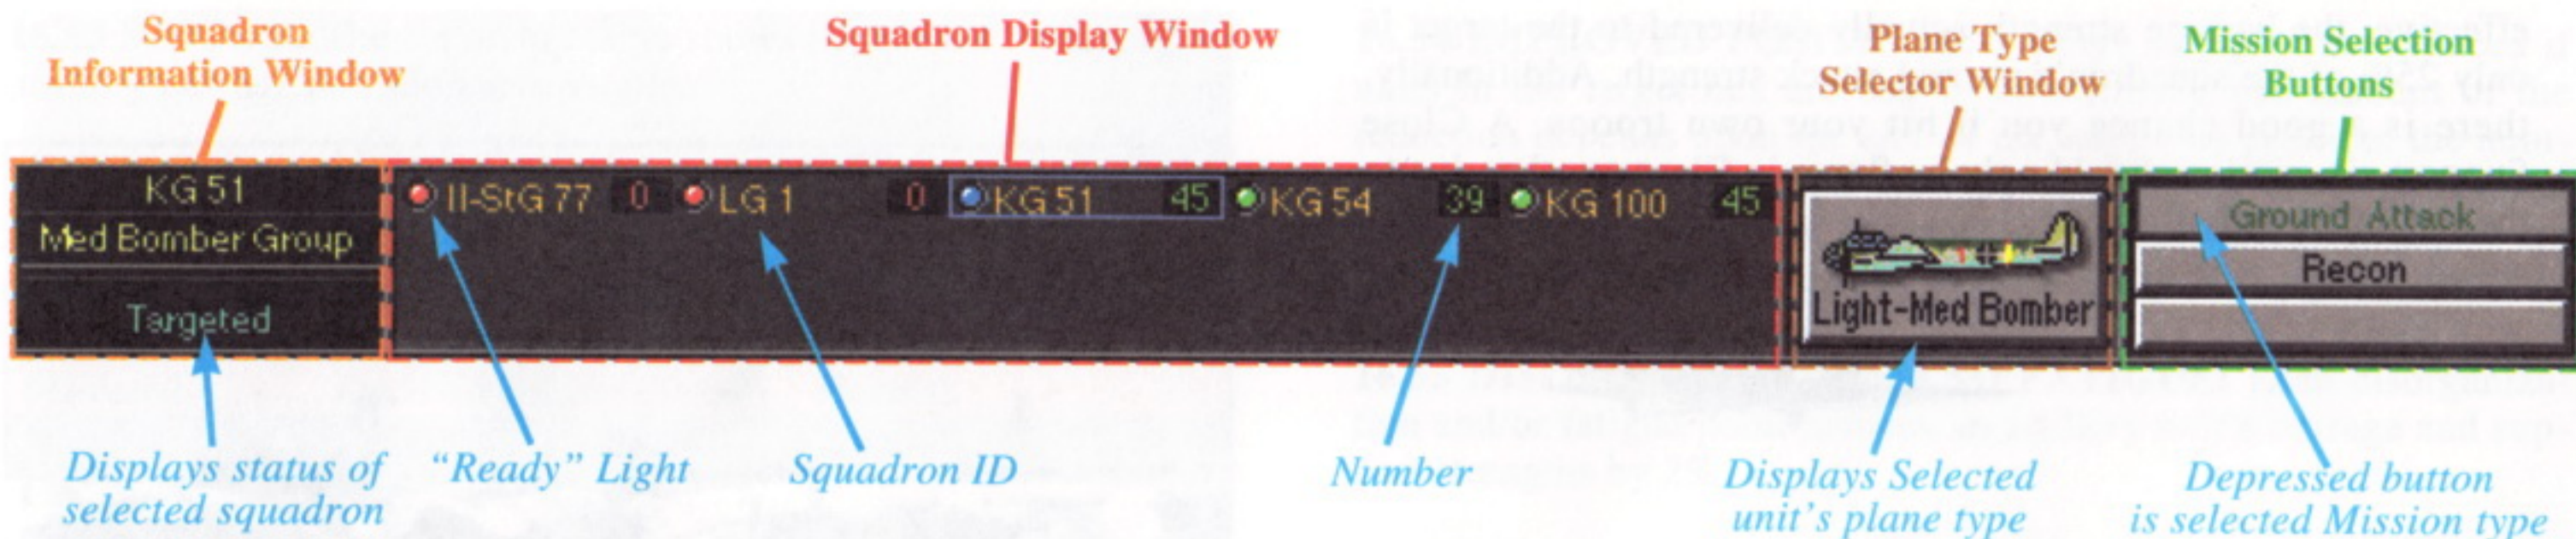 Squadron
Information Window
Squadron Display Window
Plane Type
Selector Window
Mission Selection
Buttons
KG 51
Med Bomber Group
Targeted
II-StG 77 0 LG 1 0 KG 51 45 KG 54 39 KG 100 45
Light-Med Bomber
Ground Attack
Recon
Displays status of
selected squadron
“Ready” Light
Squadron ID
Number
Displays Selected
unit’s plane type
Depressed button
is selected Mission type